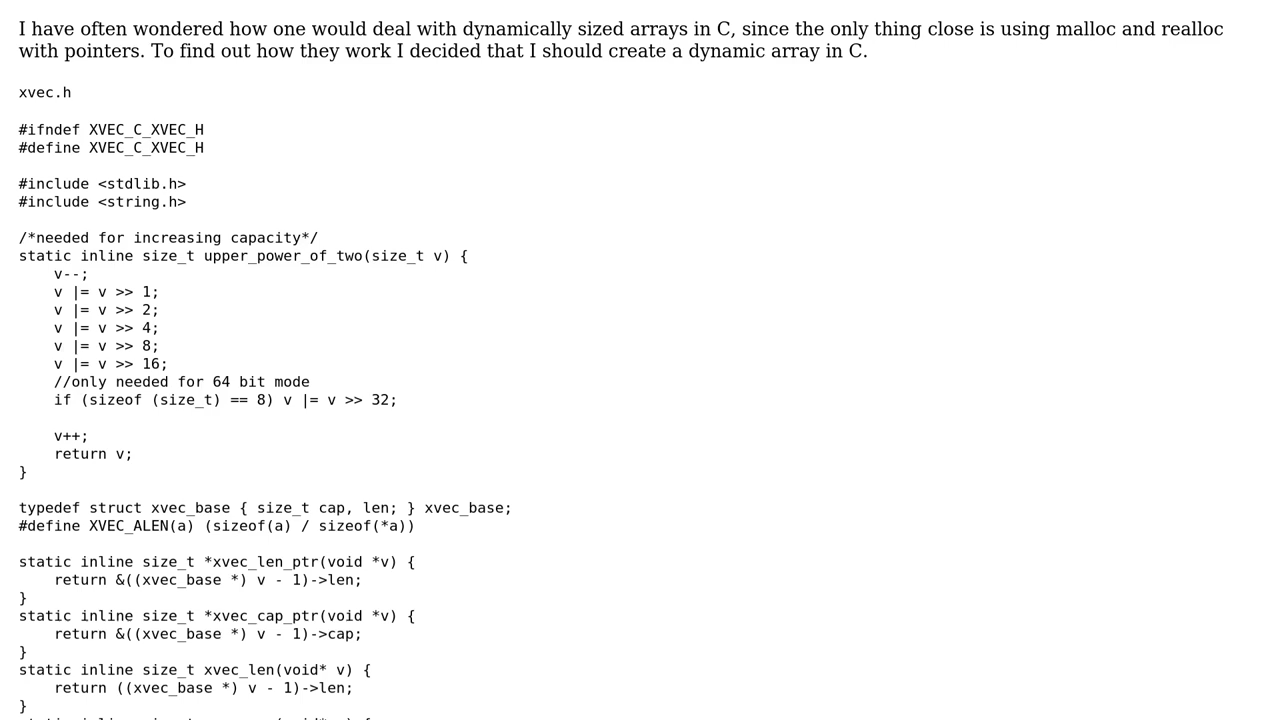 I have often wondered how one would deal with dynamically sized arrays in C, since the only thing close is using malloc and realloc
with pointers. To find out how they work I decided that I should create a dynamic array in C.
xvec.h
#ifndef XVEC_C_XVEC_H
#define XVEC_C_XVEC_H
#include <stdlib.h>
#include <string.h>
/*needed for increasing capacity*/
static inline size_t upper_power_of_two(size_t v) {
    v--;
    v |= v >> 1;
    v |= v >> 2;
    v |= v >> 4;
    v |= v >> 8;
    v |= v >> 16;
    //only needed for 64 bit mode
    if (sizeof (size_t) == 8) v |= v >> 32;
    v++;
    return v;
}
typedef struct xvec_base { size_t cap, len; } xvec_base;
#define XVEC_ALEN(a) (sizeof(a) / sizeof(*a))
static inline size_t *xvec_len_ptr(void *v) {
    return &((xvec_base *) v - 1)->len;
}
static inline size_t *xvec_cap_ptr(void *v) {
    return &((xvec_base *) v - 1)->cap;
}
static inline size_t xvec_len(void* v) {
    return ((xvec_base *) v - 1)->len;
}